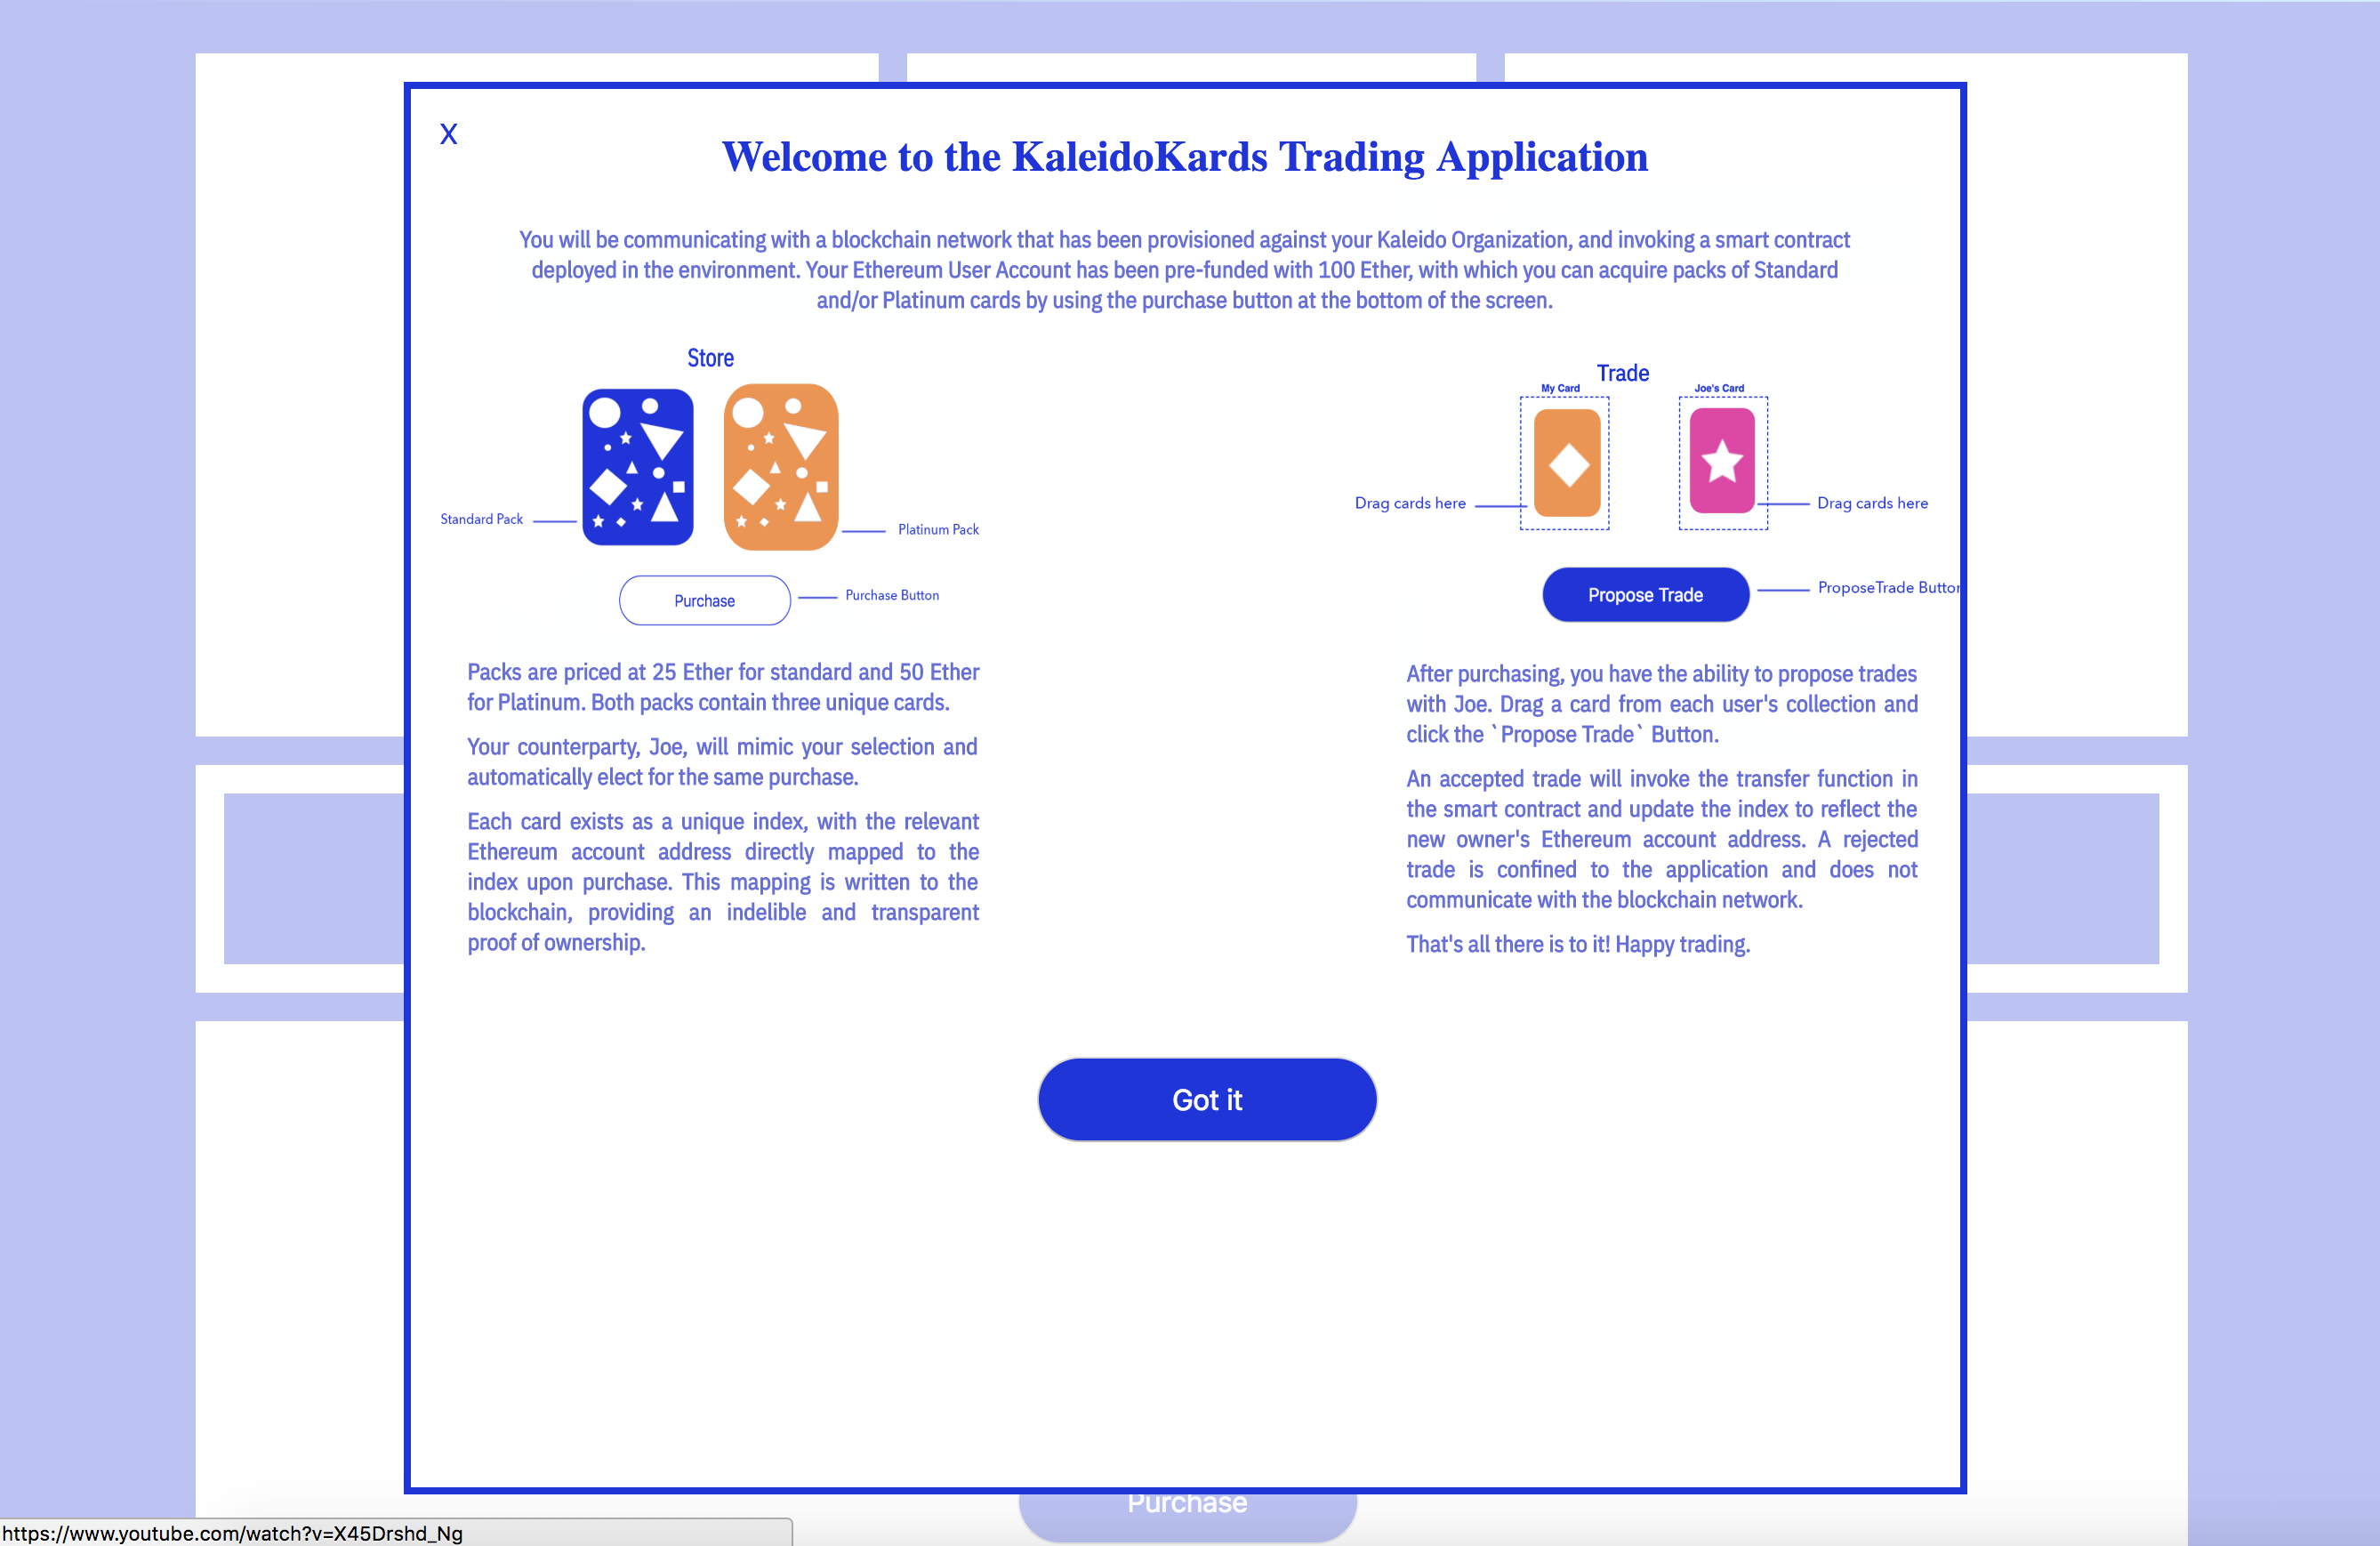 X
Welcome to the KaleidoKards Trading Application
You will be communicating with a blockchain network that has been provisioned against your Kaleido Organization, and invoking a smart contract
deployed in the environment. Your Ethereum User Account has been pre-funded with 100 Ether, with which you can acquire packs of Standard
and/or Platinum cards by using the purchase button at the bottom of the screen.
Store
Standard Pack
Platinum Pack
Purchase
Purchase Button
Packs are priced at 25 Ether for standard and 50 Ether
for Platinum. Both packs contain three unique cards.
Your counterparty, Joe, will mimic your selection and
automatically elect for the same purchase.
Each card exists as a unique index, with the relevant
Ethereum account address directly mapped to the
index upon purchase. This mapping is written to the
blockchain, providing an indelible and transparent
proof of ownership.
Trade
My Card
Joe's Card
Drag cards here
Drag cards here
Propose Trade
ProposeTrade Button
After purchasing, you have the ability to propose trades
with Joe. Drag a card from each user's collection and
click the `Propose Trade` Button.
An accepted trade will invoke the transfer function in
the smart contract and update the index to reflect the
new owner's Ethereum account address. A rejected
trade is confined to the application and does not
communicate with the blockchain network.
That's all there is to it! Happy trading.
Got it
Purchase
https://www.youtube.com/watch?v=X45Drshd_Ng